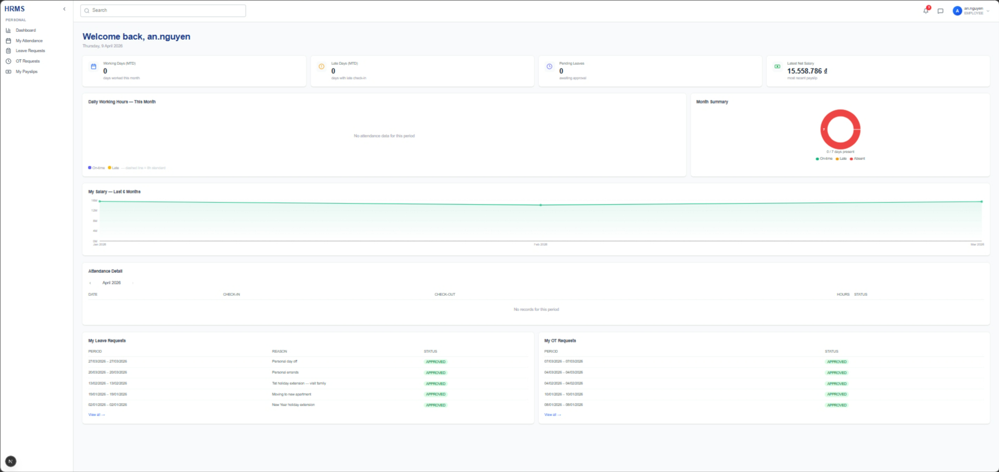 HRMS
Search
3
A
an.nguyen
EMPLOYEE
PERSONAL
Dashboard
My Attendance
Leave Requests
OT Requests
My Payslips
Welcome back, an.nguyen
Thursday, 9 April 2026
Working Days (MTD)
0
days worked this month
Late Days (MTD)
0
days with late check-in
Pending Leaves
0
awaiting approval
Latest Net Salary
15.558.786 ₫
most recent payslip
Daily Working Hours — This Month
No attendance data for this period
On-time Late — dashed line = 8h standard
Month Summary
7
0 / 7 days present
On-time Late Absent
My Salary — Last 6 Months
16M
12M
8M
4M
0M
Jan 2026 Feb 2026 Mar 2026
Attendance Detail
‹ April 2026 ›
DATE CHECK-IN CHECK-OUT HOURS STATUS
No records for this period
My Leave Requests
PERIOD REASON STATUS
27/03/2026 – 27/03/2026 Personal day off APPROVED
20/03/2026 – 20/03/2026 Personal errands APPROVED
13/02/2026 – 13/02/2026 Tet holiday extension — visit family APPROVED
19/01/2026 – 19/01/2026 Moving to new apartment APPROVED
02/01/2026 – 02/01/2026 New Year holiday extension APPROVED
View all →
My OT Requests
PERIOD STATUS
07/03/2026 – 07/03/2026 APPROVED
04/03/2026 – 04/03/2026 APPROVED
04/02/2026 – 04/02/2026 APPROVED
10/01/2026 – 10/01/2026 APPROVED
08/01/2026 – 08/01/2026 APPROVED
View all →
N